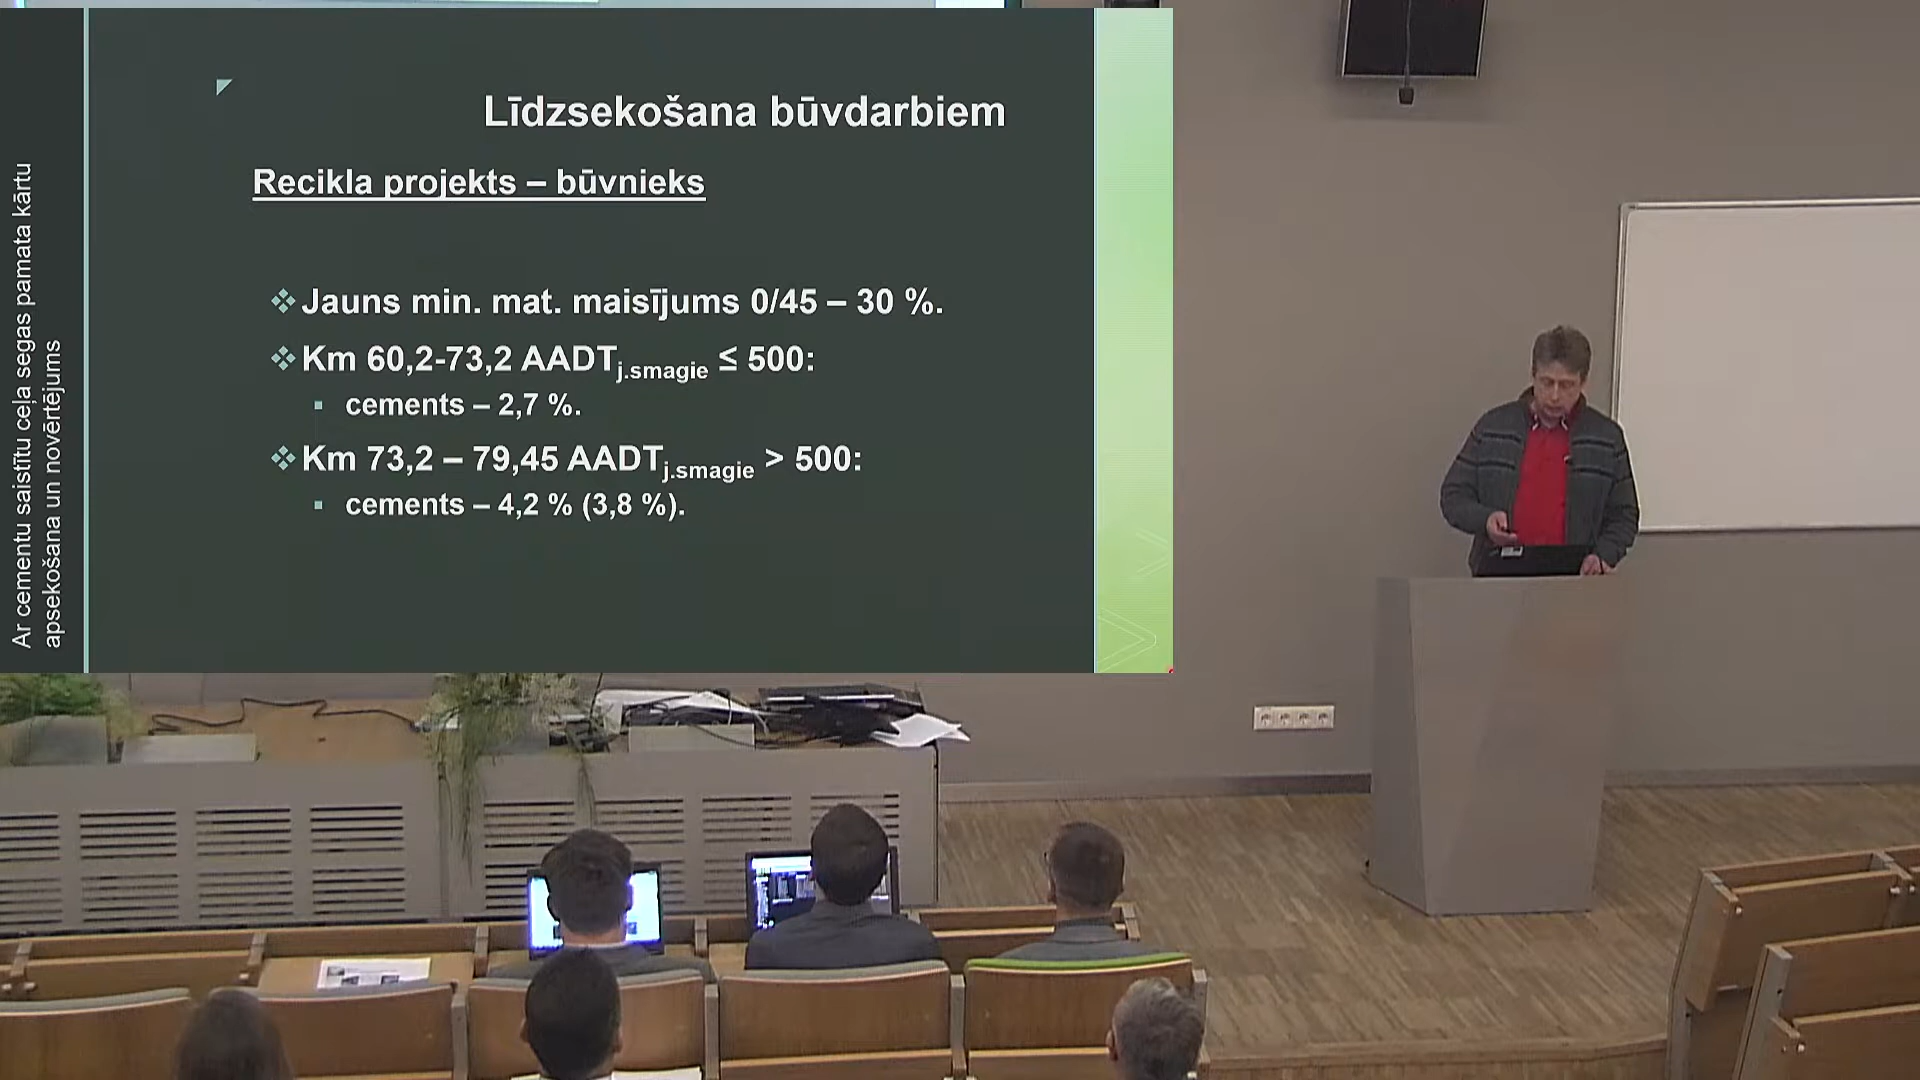 Līdzsekošana būvdarbiem
Recikla projekts – būvnieks
Jauns min. mat. maisījums 0/45 – 30 %.
Km 60,2-73,2 AADTj.smagie ≤ 500:
cements – 2,7 %.
Km 73,2 – 79,45 AADTj.smagie > 500:
cements – 4,2 % (3,8 %).
Ar cementu saistītu ceļa segas pamata kārtu
apsekošana un novērtējums